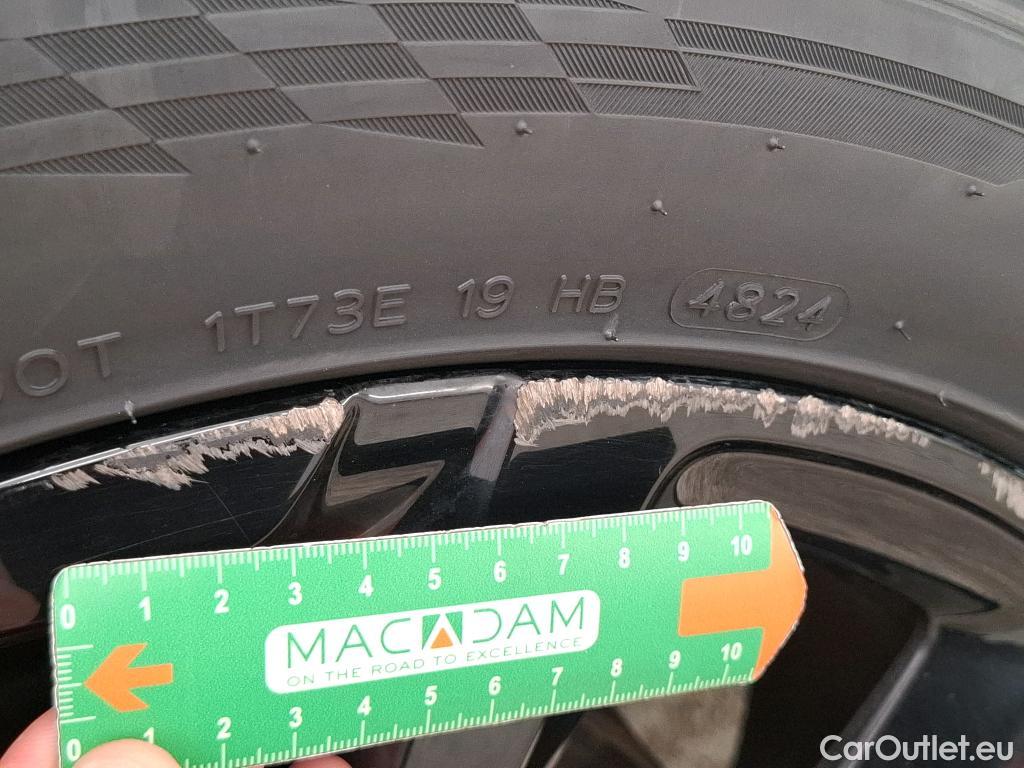 DOT 1T73E 19 HB 4824
0 1 2 3 4 5 6 7 8 9 10
MACADAM
ON THE ROAD TO EXCELLENCE
0 1 2 3 4 5 6 7 8 9 10
CarOutlet.eu